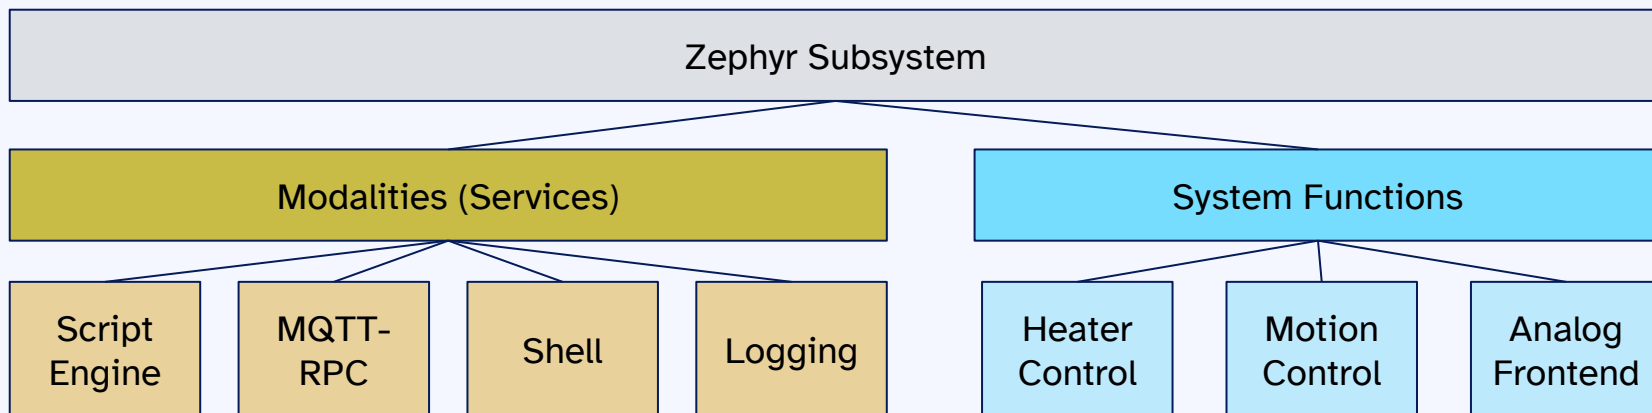 Zephyr Subsystem
Modalities (Services)
System Functions
Script
Engine
MQTT-
RPC
Shell
Logging
Heater
Control
Motion
Control
Analog
Frontend